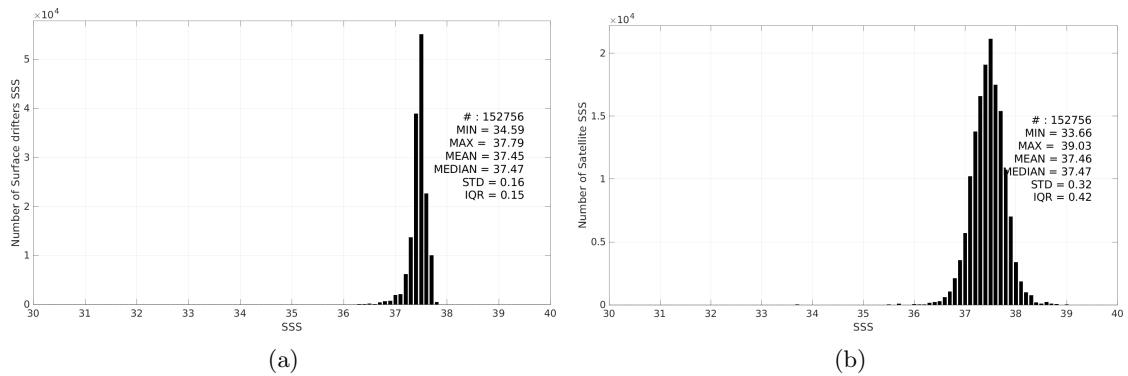 ×10⁴
5
4
3
2
1
0
Number of Surface drifters SSS
# : 152756
MIN = 34.59
MAX = 37.79
MEAN = 37.45
MEDIAN = 37.47
STD = 0.16
IQR = 0.15
30 31 32 33 34 35 36 37 38 39 40
SSS
(a)
×10⁴
2
1.5
1
0.5
0
Number of Satellite SSS
# : 152756
MIN = 33.66
MAX = 39.03
MEAN = 37.46
MEDIAN = 37.47
STD = 0.32
IQR = 0.42
30 31 32 33 34 35 36 37 38 39 40
SSS
(b)